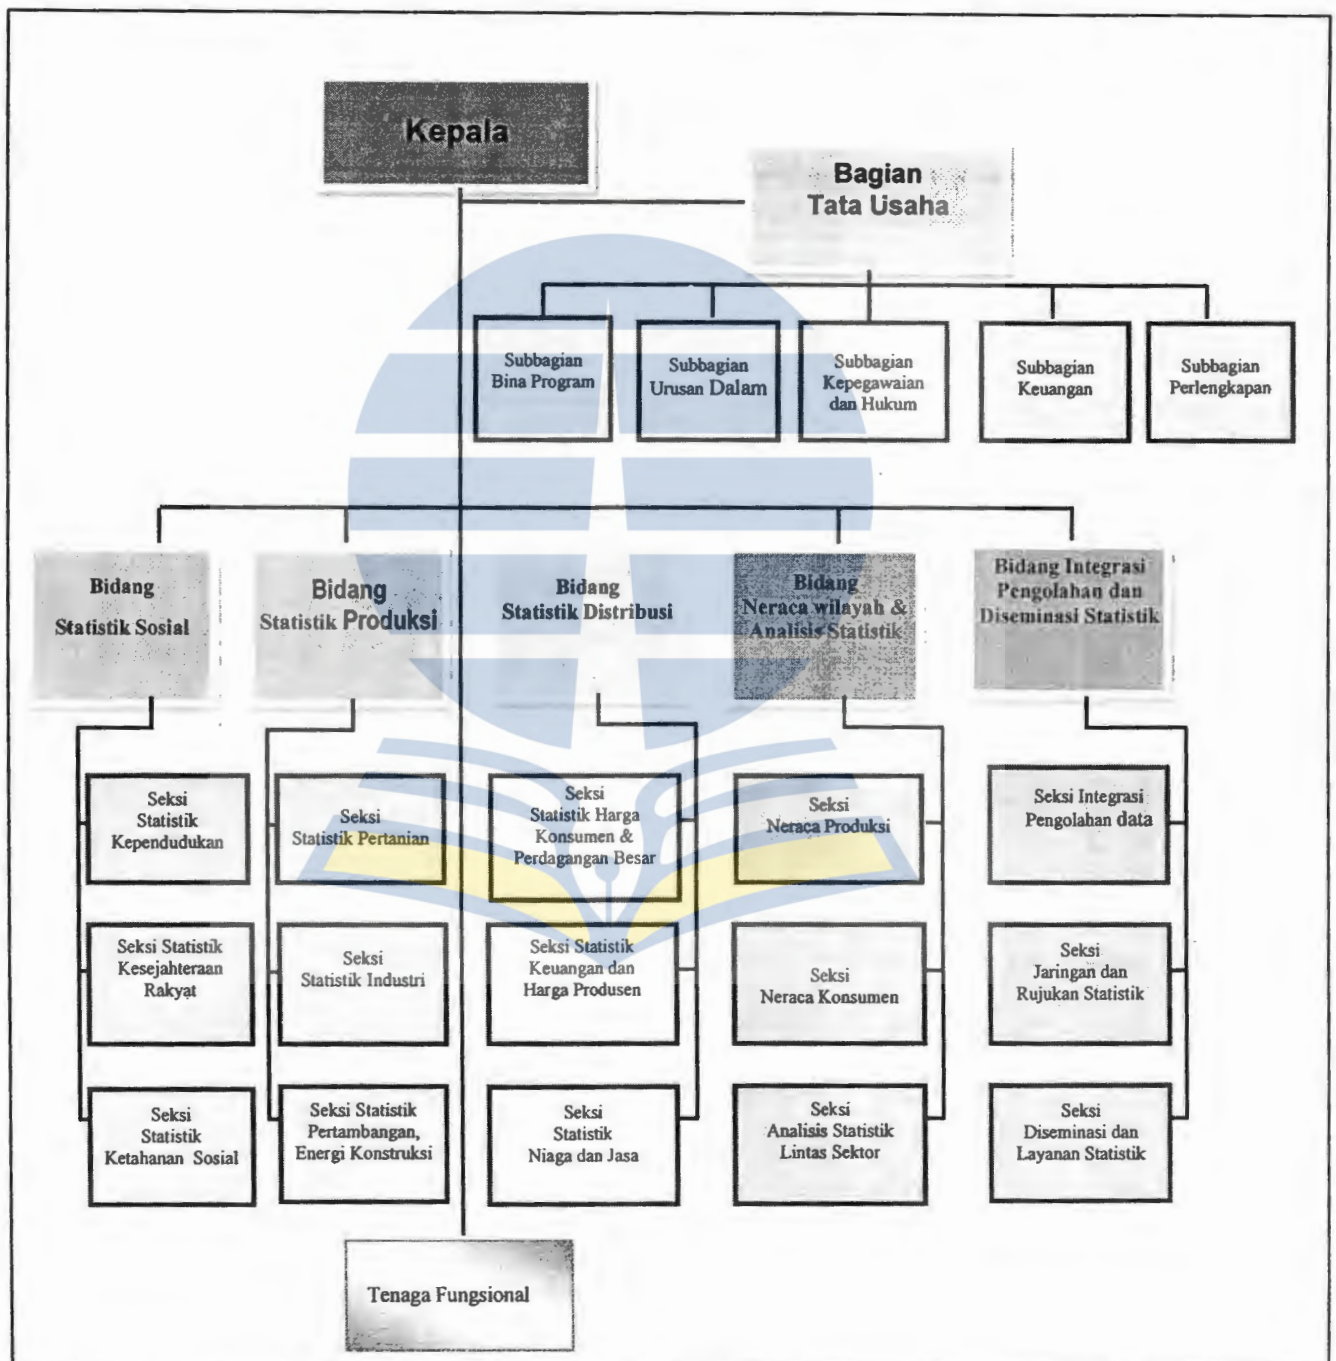 Kepala
Bagian
Tata Usaha
Subbagian
Bina Program
Subbagian
Urusan Dalam
Subbagian
Kepegawaian
dan Hukum
Subbagian
Keuangan
Subbagian
Perlengkapan
Bidang
Statistik Sosial
Bidang
Statistik Produksi
Bidang
Statistik Distribusi
Bidang
Neraca wilayah &
Analisis Statistik
Bidang Integrasi
Pengolahan dan
Diseminasi Statistik
Seksi
Statistik
Kependudukan
Seksi
Statistik Pertanian
Seksi
Statistik Harga
Konsumen &
Perdagangan Besar
Seksi
Neraca Produksi
Seksi Integrasi
Pengolahan data
Seksi Statistik
Kesejahteraan
Rakyat
Seksi
Statistik Industri
Seksi Statistik
Keuangan dan
Harga Produsen
Seksi
Neraca Konsumen
Seksi
Jaringan dan
Rujukan Statistik
Seksi
Statistik
Ketahanan Sosial
Seksi Statistik
Pertambangan,
Energi Konstruksi
Seksi
Statistik
Niaga dan Jasa
Seksi
Analisis Statistik
Lintas Sektor
Seksi
Diseminasi dan
Layanan Statistik
Tenaga Fungsional